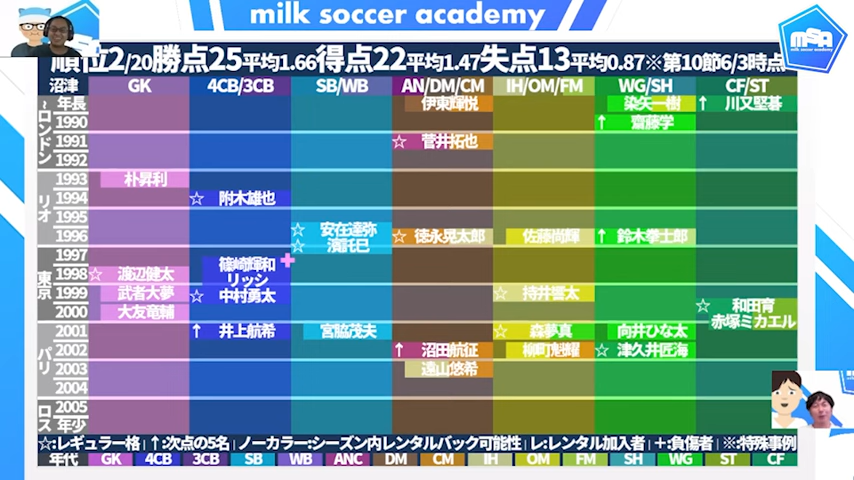 milk soccer academy
MSA
順位2/20勝点25平均1.66得点22平均1.47失点13平均0.87※第10節6/3時点
沼津 GK 4CB/3CB SB/WB AN/DM/CM IH/OM/FM WG/SH CF/ST
~年長 伊東輝悦 染矢一樹 ↑ 川又堅碁
ロンドン 1990 ↑ 齋藤学
1991 ☆ 菅井拓也
1992
リオ 1993 朴昇利
1994 ☆ 附木雄也
1995
1996 ☆ 安在達弥 ☆ 濱託巳 ☆ 徳永晃太郎 佐藤尚輝 ↑ 鈴木拳士郎
東京 1997 篠崎輝和 +
1998 ☆ 渡辺健太 リッシ
1999 武者大夢 ☆ 中村勇太 ☆ 持井響太
2000 大友竜輔 ☆ 和田育
赤塚ミカエル
パリ 2001 ↑ 井上航希 宮脇茂夫 ☆ 森夢真 向井ひな太
2002 ↑ 沼田航征 柳町魁耀 ☆ 津久井匠海
2003 遠山悠希
2004
ロス 2005
年少
☆:レギュラー格 | ↑:次点の5名 | ノーカラー:シーズン内レンタルバック可能性 | レ:レンタル加入者 | +:負傷者 | ※:特殊事例
年代 GK 4CB 3CB SB WB ANC DM CM IH OM FM SH WG ST CF